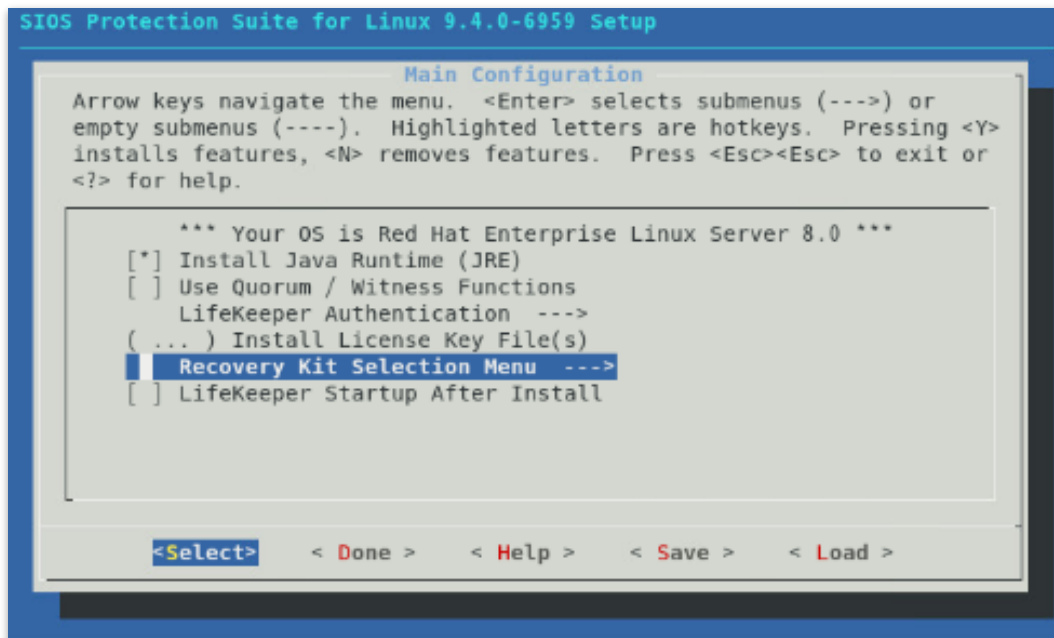 SIOS Protection Suite for Linux 9.4.0-6959 Setup
Main Configuration
Arrow keys navigate the menu.  <Enter> selects submenus (--->) or
empty submenus (----).  Highlighted letters are hotkeys.  Pressing <Y>
installs features, <N> removes features.  Press <Esc><Esc> to exit or
<?> for help.
*** Your OS is Red Hat Enterprise Linux Server 8.0 ***
[*] Install Java Runtime (JRE)
[ ] Use Quorum / Witness Functions
LifeKeeper Authentication  --->
( ... ) Install License Key File(s)
Recovery Kit Selection Menu  --->
[ ] LifeKeeper Startup After Install
<Select>    < Done >    < Help >    < Save >    < Load >